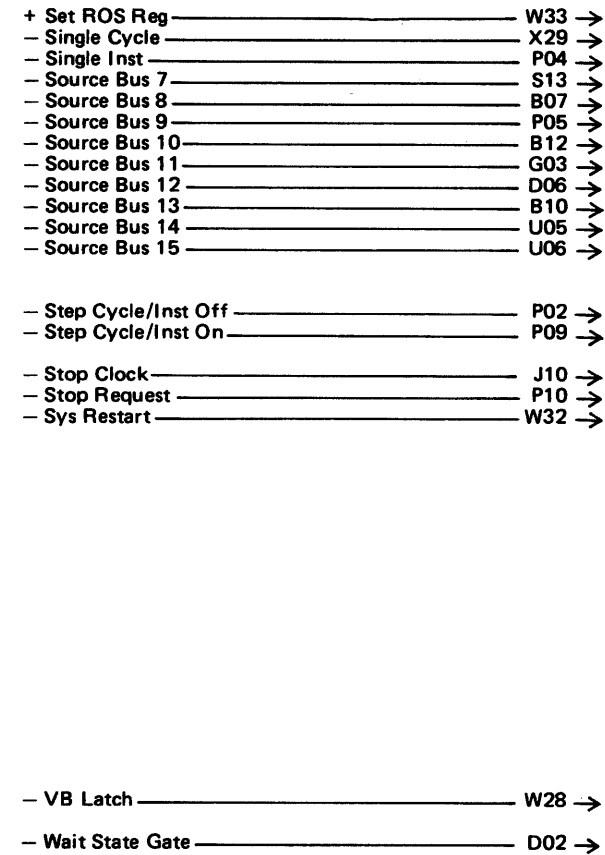 + Set ROS Reg W33
– Single Cycle X29
– Single Inst P04
– Source Bus 7 S13
– Source Bus 8 B07
– Source Bus 9 P05
– Source Bus 10 B12
– Source Bus 11 G03
– Source Bus 12 D06
– Source Bus 13 B10
– Source Bus 14 U05
– Source Bus 15 U06
– Step Cycle/Inst Off P02
– Step Cycle/Inst On P09
– Stop Clock J10
– Stop Request P10
– Sys Restart W32
– VB Latch W28
– Wait State Gate D02